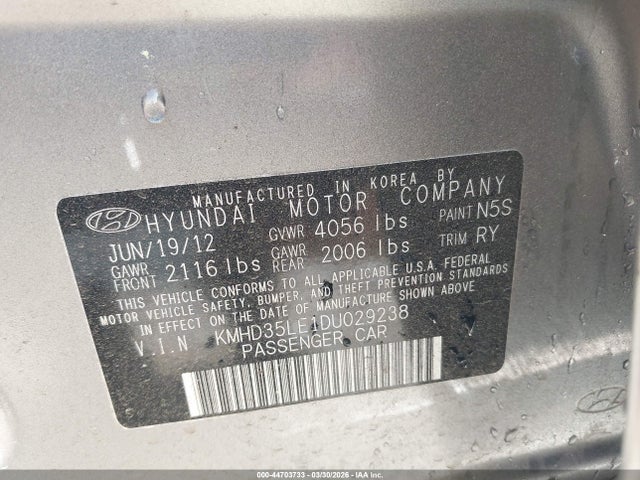 MANUFACTURED IN KOREA BY
HYUNDAI MOTOR COMPANY
JUN/19/12 GVWR 4056 lbs PAINT N5S
GAWR FRONT 2116 lbs GAWR REAR 2006 lbs TRIM RY
THIS VEHICLE CONFORMS TO ALL APPLICABLE U.S.A. FEDERAL
MOTOR VEHICLE SAFETY, BUMPER, AND THEFT PREVENTION STANDARDS
IN EFFECT ON THE DATE OF MANUFACTURE SHOWN ABOVE
V.I.N KMHD35LE1DU029238
PASSENGER CAR
000-44703733 - 03/30/2026 - IAA, Inc.